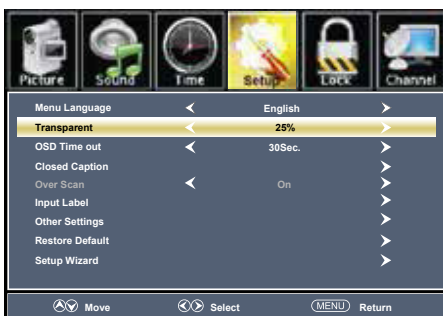 Picture Sound Time Setup Lock Channel
Menu Language English
Transparent 25%
OSD Time out 30Sec.
Closed Caption
Over Scan On
Input Label
Other Settings
Restore Default
Setup Wizard
Move Select MENU Return